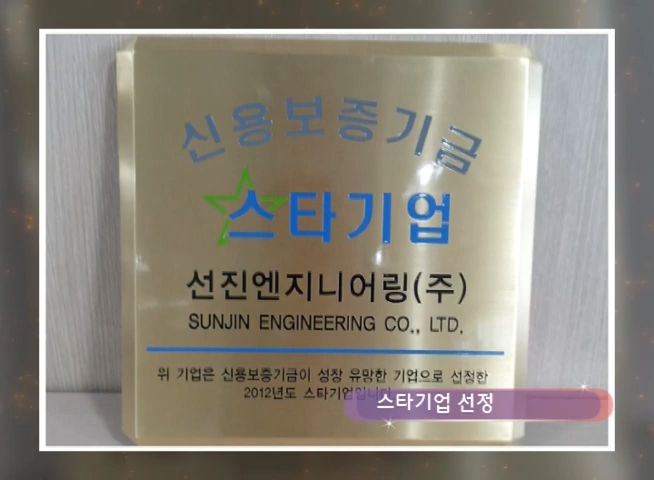 신용보증기금
스타기업
선진엔지니어링(주)
SUNJIN ENGINEERING CO., LTD.
위 기업은 신용보증기금이 성장 유망한 기업으로 선정한
2012년도 스타기업입니다
스타기업 선정